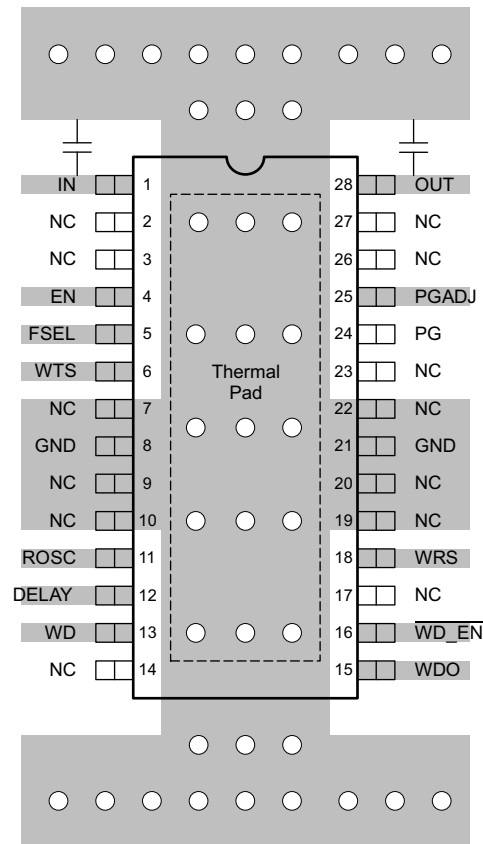 IN 1 28 OUT
NC 2 27 NC
NC 3 26 NC
EN 4 25 PGADJ
FSEL 5 24 PG
WTS 6 23 NC
Thermal
Pad
NC 7 22 NC
GND 8 21 GND
NC 9 20 NC
NC 10 19 NC
ROSC 11 18 WRS
DELAY 12 17 NC
WD 13 16 WD_EN
NC 14 15 WDO